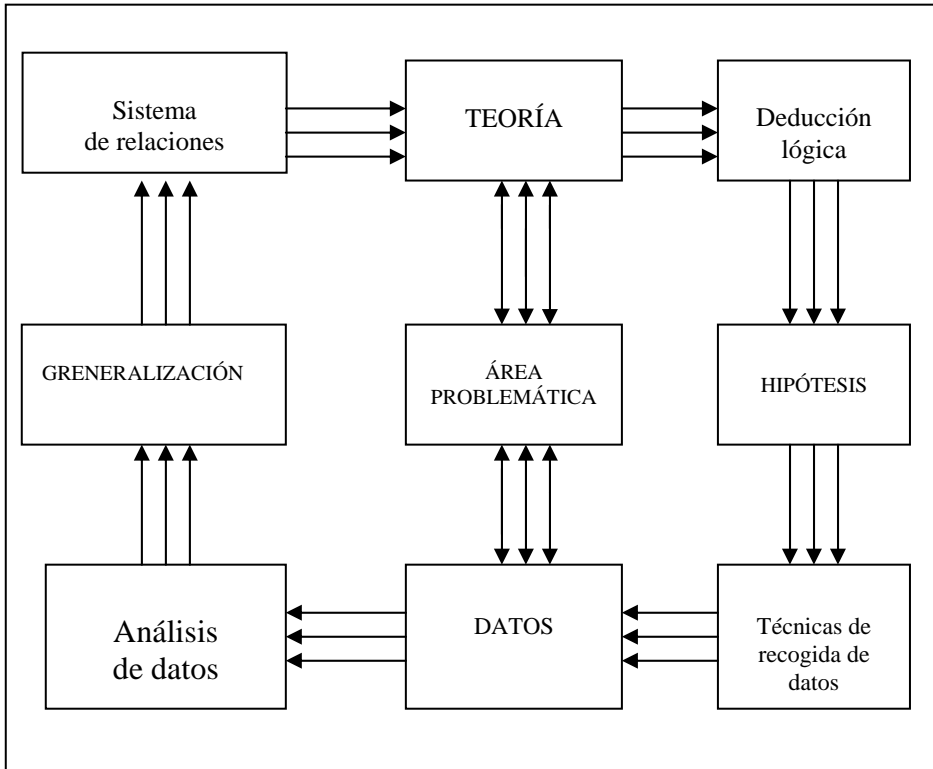 Sistema
de relaciones
TEORÍA
Deducción
lógica
GRENERALIZACIÓN
ÁREA
PROBLEMÁTICA
HIPÓTESIS
Análisis
de datos
DATOS
Técnicas de
recogida de
datos